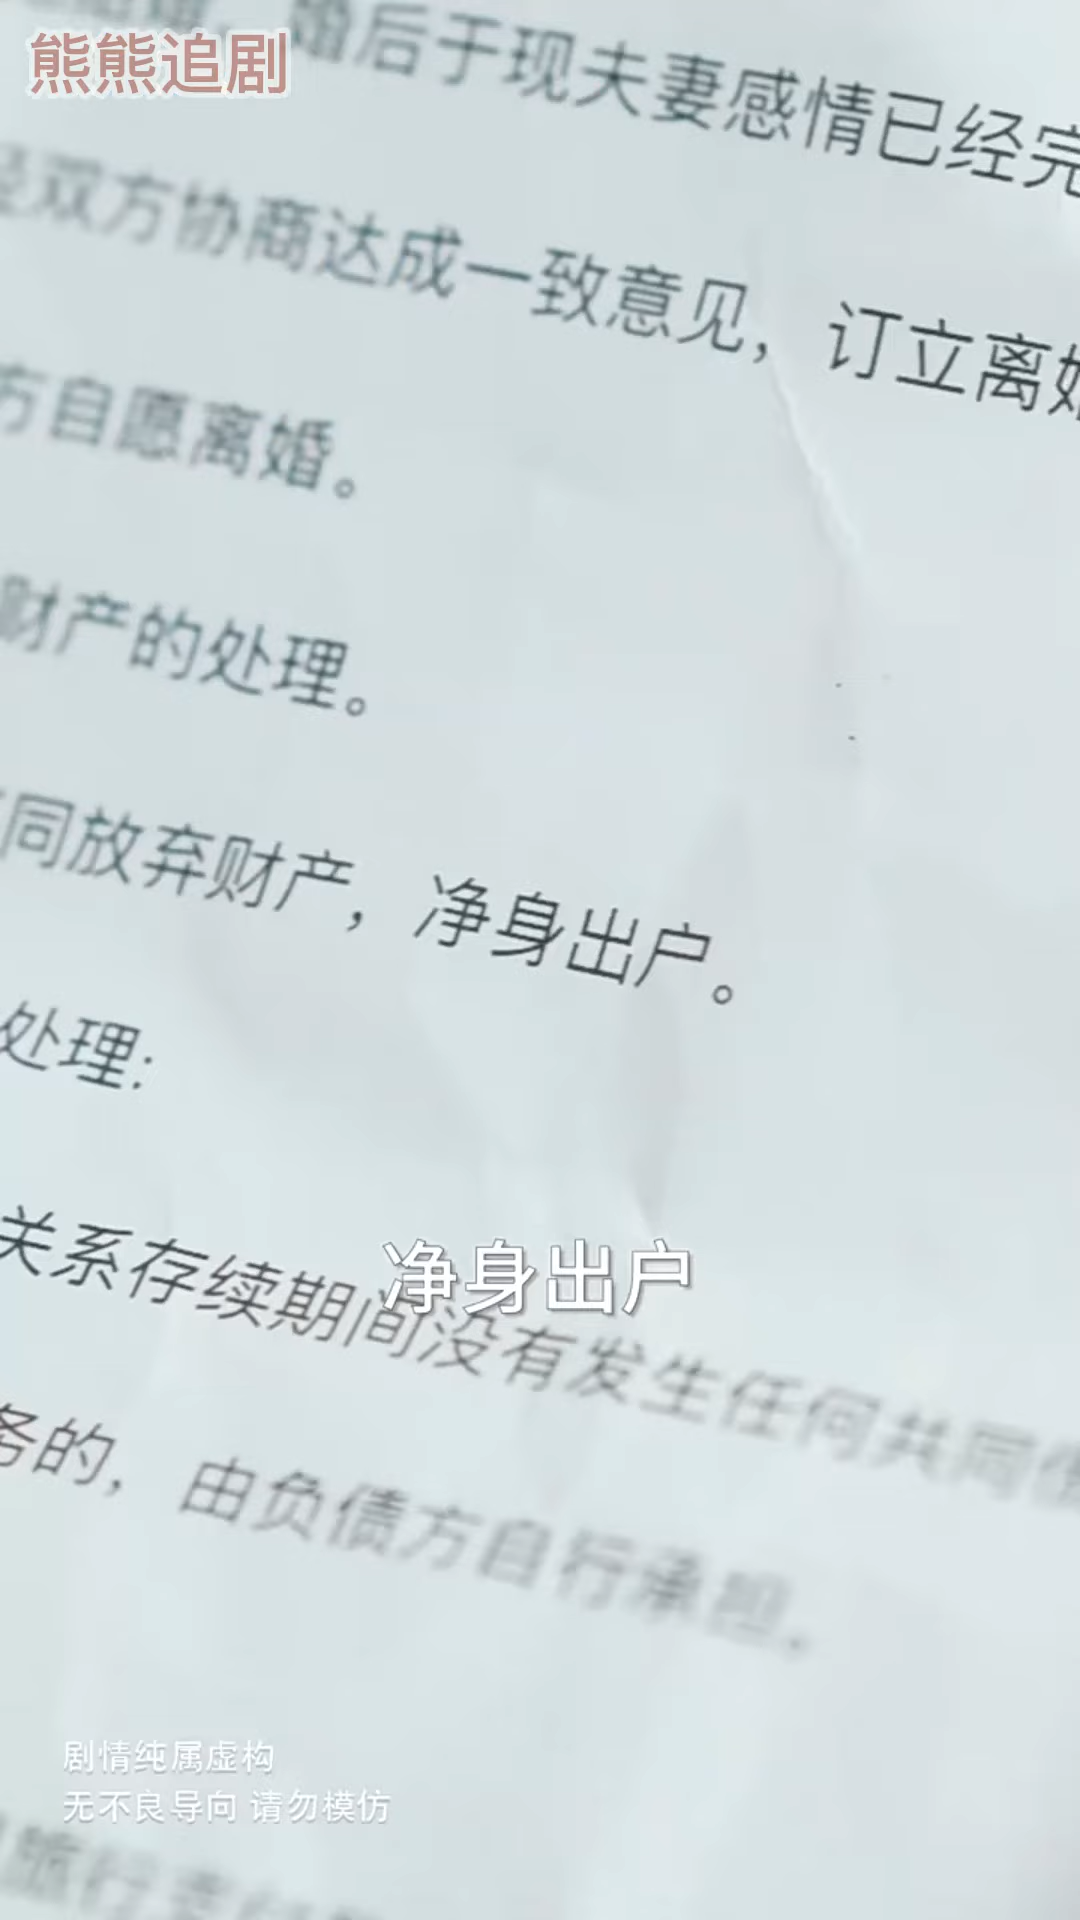 熊熊追剧
婚后于现夫妻感情已经完
双方协商达成一致意见，订立离婚
方自愿离婚。
财产的处理。
同放弃财产，净身出户。
处理:
净身出户
关系存续期间没有发生任何共同债
务的，由负债方自行承担。
剧情纯属虚构
无不良导向 请勿模仿